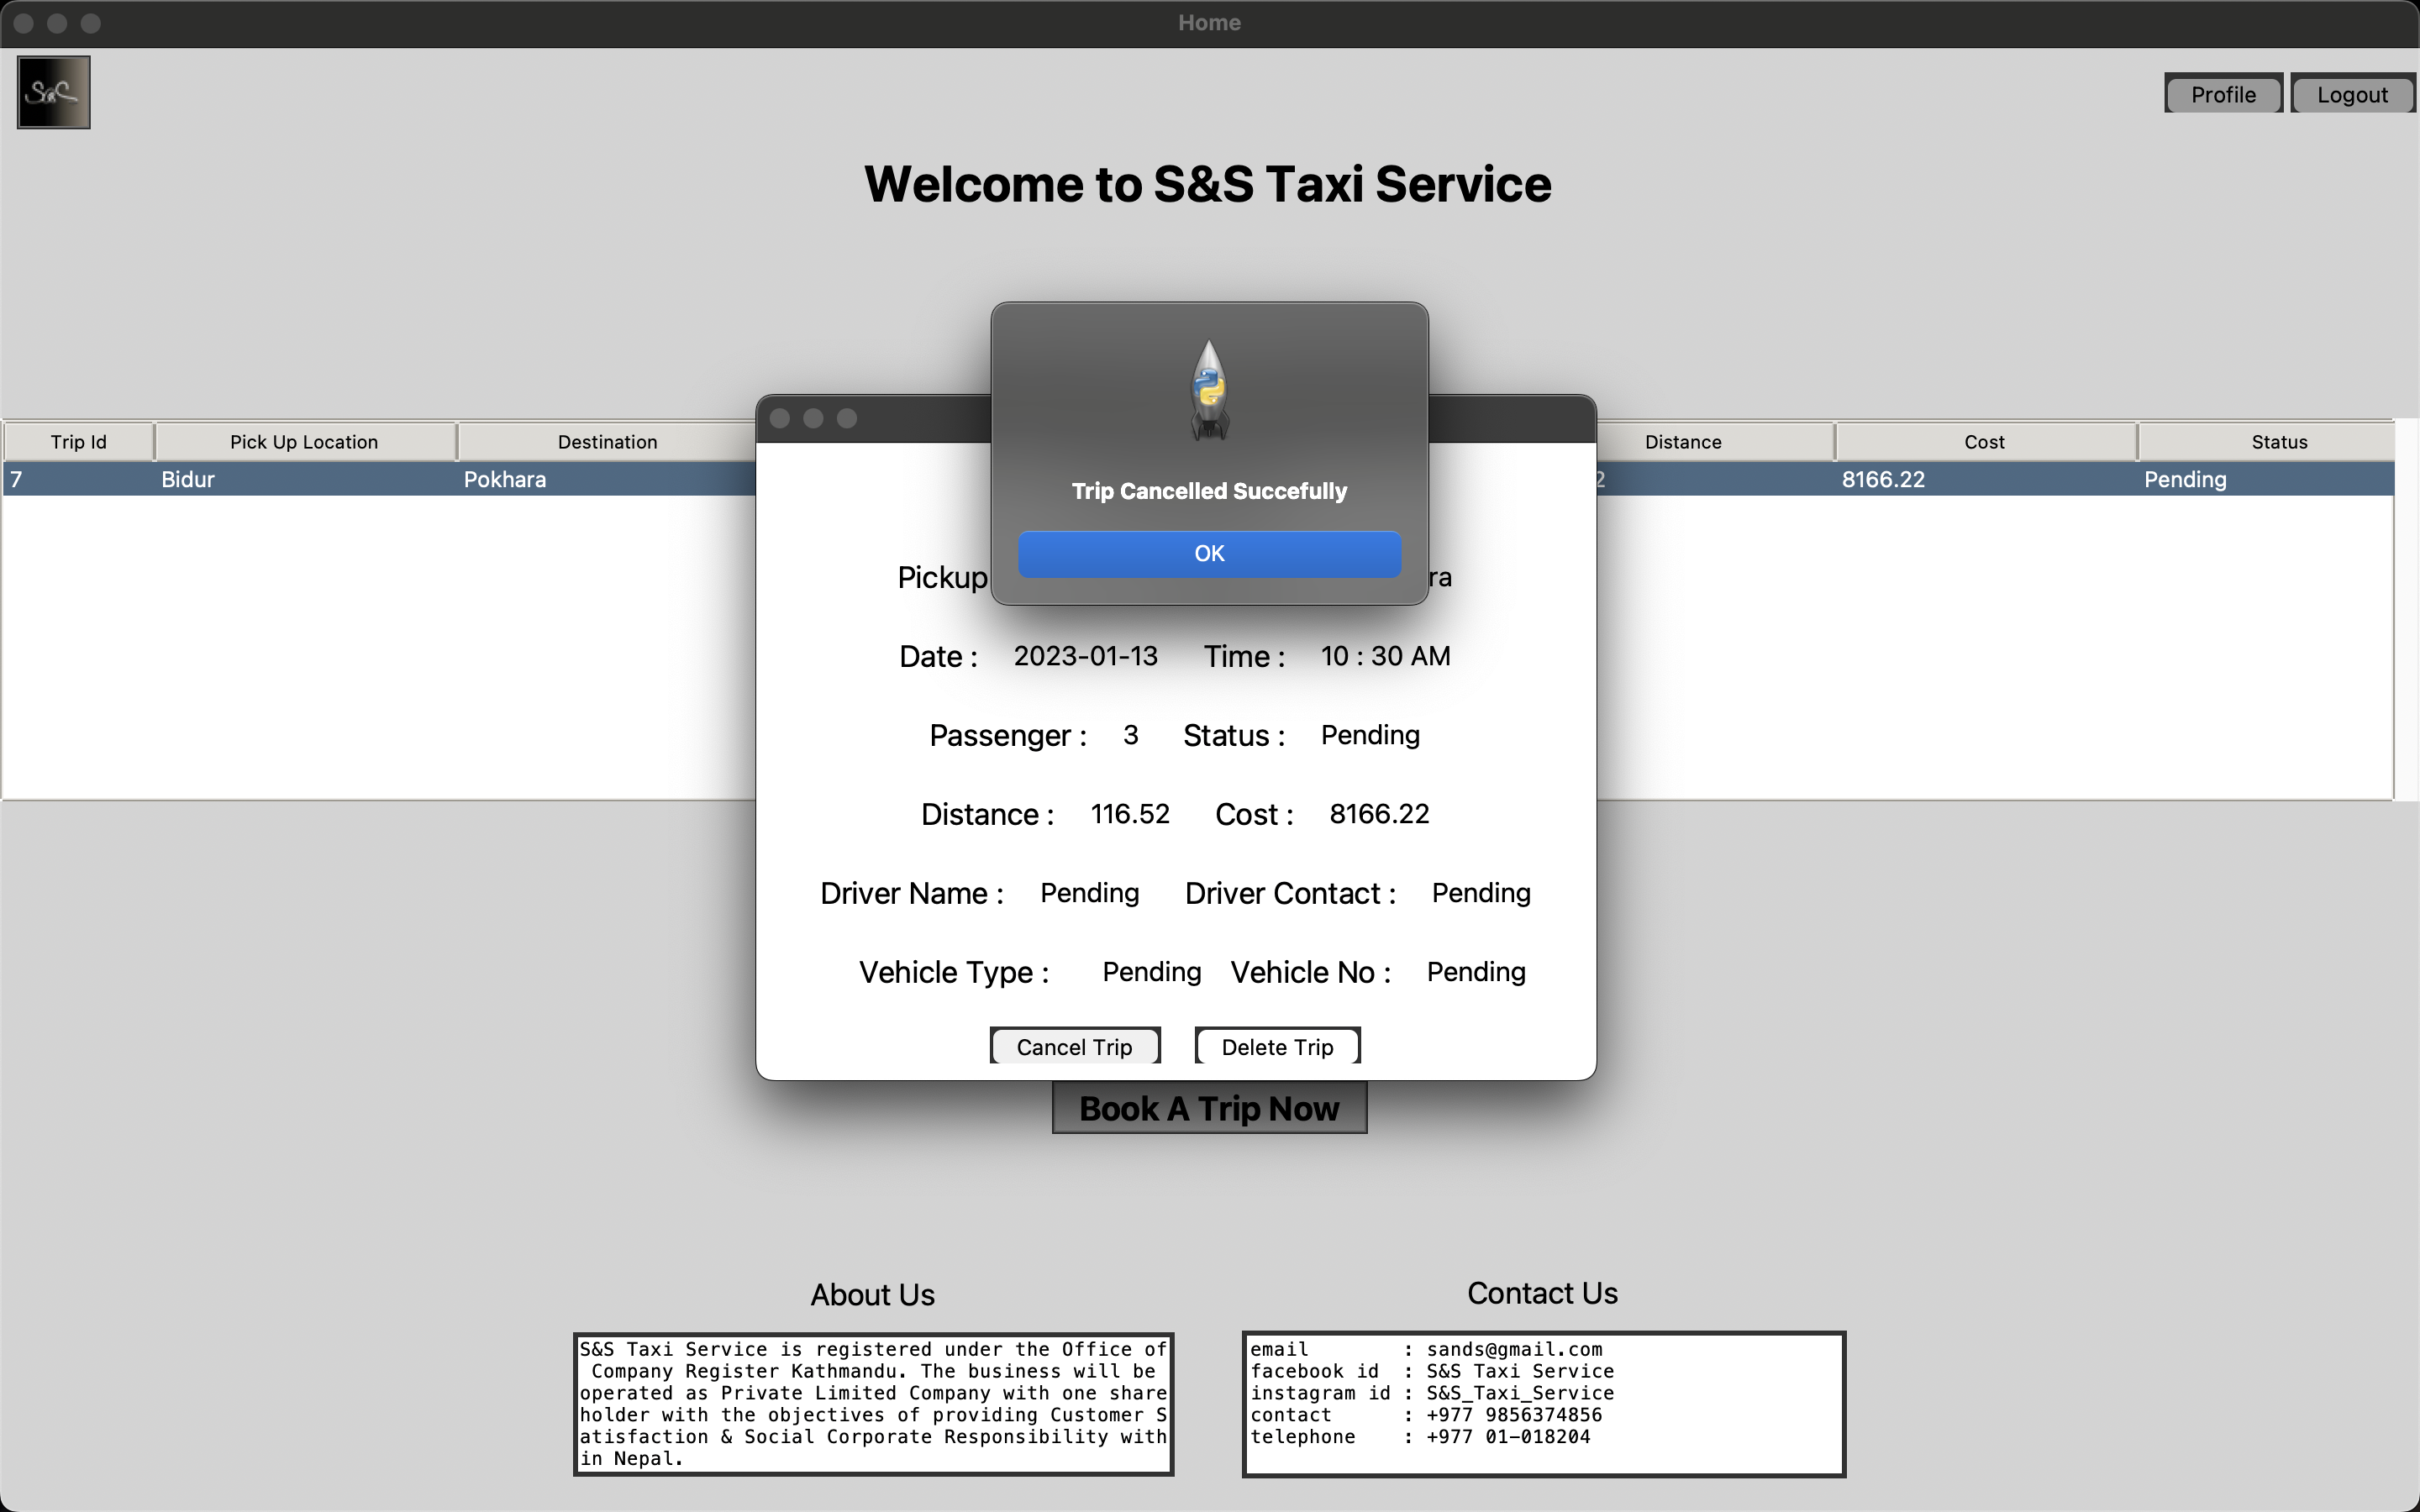 Home
S&S
Profile
Logout
Welcome to S&S Taxi Service
Trip Cancelled Succefully
OK
Trip Id
Pick Up Location
Destination
Distance
Cost
Status
7
Bidur
Pokhara
2
8166.22
Pending
Pickup
ra
Date :
2023-01-13
Time :
10 : 30 AM
Passenger :
3
Status :
Pending
Distance :
116.52
Cost :
8166.22
Driver Name :
Pending
Driver Contact :
Pending
Vehicle Type :
Pending
Vehicle No :
Pending
Cancel Trip
Delete Trip
Book A Trip Now
About Us
S&S Taxi Service is registered under the Office of
Company Register Kathmandu. The business will be
operated as Private Limited Company with one share
holder with the objectives of providing Customer S
atisfaction & Social Corporate Responsibility with
in Nepal.
Contact Us
email : sands@gmail.com
facebook id : S&S Taxi Service
instagram id : S&S_Taxi_Service
contact : +977 9856374856
telephone : +977 01-018204